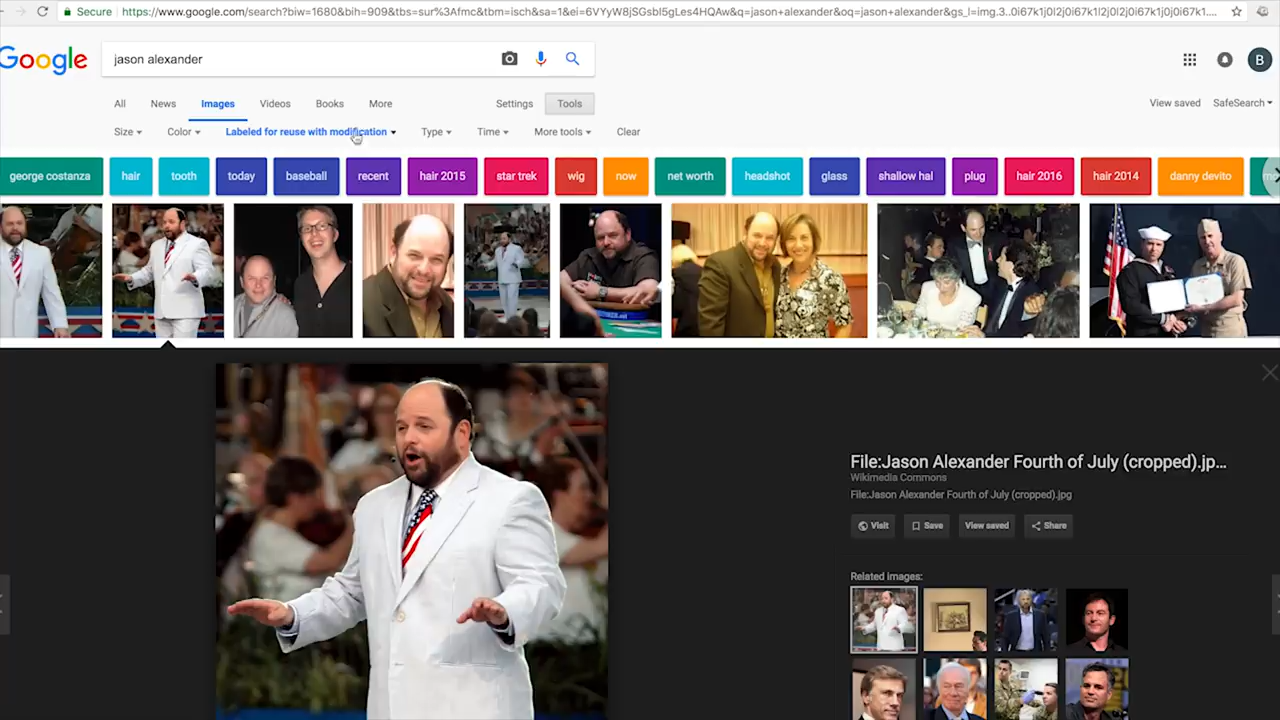 Secure https://www.google.com/search?biw=1680&bih=909&tbs=sur%3Afmc&tbm=isch&sa=1&ei=6VYyW8jSGsbI5gLes4HQAw&q=jason+alexander&oq=jason+alexander&gs_l=img.3..0i67k1j0l2j0i67k1l2j0l2j0i67k1j0j0i67k1....
Google jason alexander B
All News Images Videos Books More Settings Tools View saved SafeSearch
Size Color Labeled for reuse with modification Type Time More tools Clear
george costanza hair tooth today baseball recent hair 2015 star trek wig now net worth headshot glass shallow hal plug hair 2016 hair 2014 danny devito
File:Jason Alexander Fourth of July (cropped).jp...
Wikimedia Commons
File:Jason Alexander Fourth of July (cropped).jpg
Visit Save View saved Share
Related images: